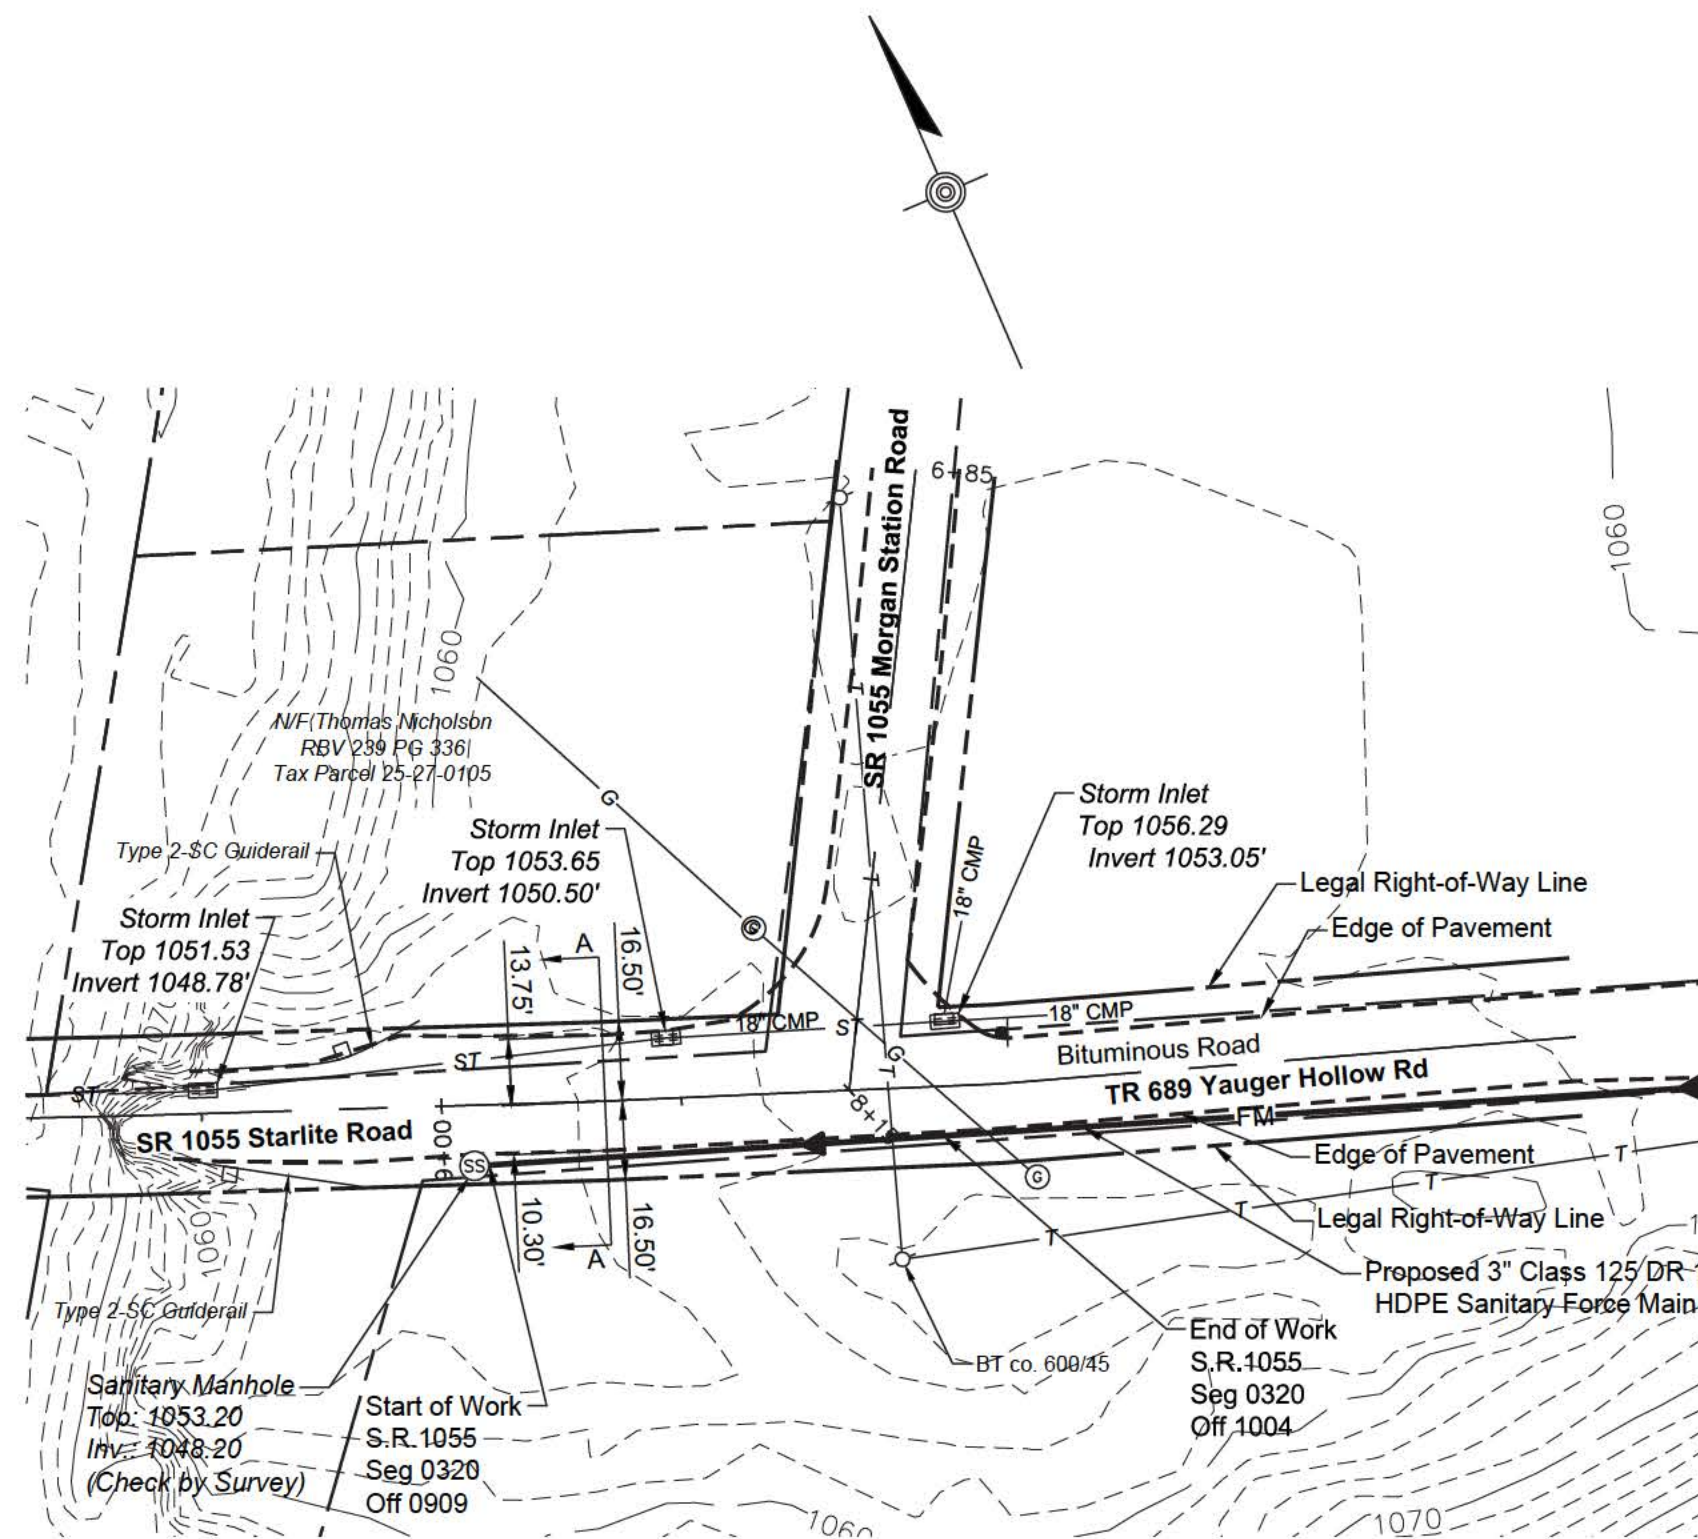 SR 1055 Morgan Station Road
6+85
1060
1060
N/F Thomas Nicholson
RBV 239 PG 336
Tax Parcel 25-27-0105
G
T
Storm Inlet
Top 1056.29
Invert 1053.05'
Type 2-SC Guiderail
Storm Inlet
Top 1053.65
Invert 1050.50'
18" CMP
T
Legal Right-of-Way Line
Edge of Pavement
Storm Inlet
Top 1051.53
Invert 1048.78'
13.75'
A
16.50'
G
107
18" CMP
ST
18" CMP
ST
G
T
Bituminous Road
ST
TR 689 Yauger Hollow Rd
SR 1055 Starlite Road
9+00
8+1
FM
Edge of Pavement
SS
G
T
T
1060
10.30'
16.50'
A
T
T
Legal Right-of-Way Line
Proposed 3" Class 125 DR
HDPE Sanitary Force Main
Type 2-SC Guiderail
End of Work
S.R.1055
Seg 0320
Off 1004
BT co. 600/45
Sanitary Manhole
Top: 1053.20
Inv.: 1048.20
(Check by Survey)
Start of Work
S.R.1055
Seg 0320
Off 0909
1060
1070